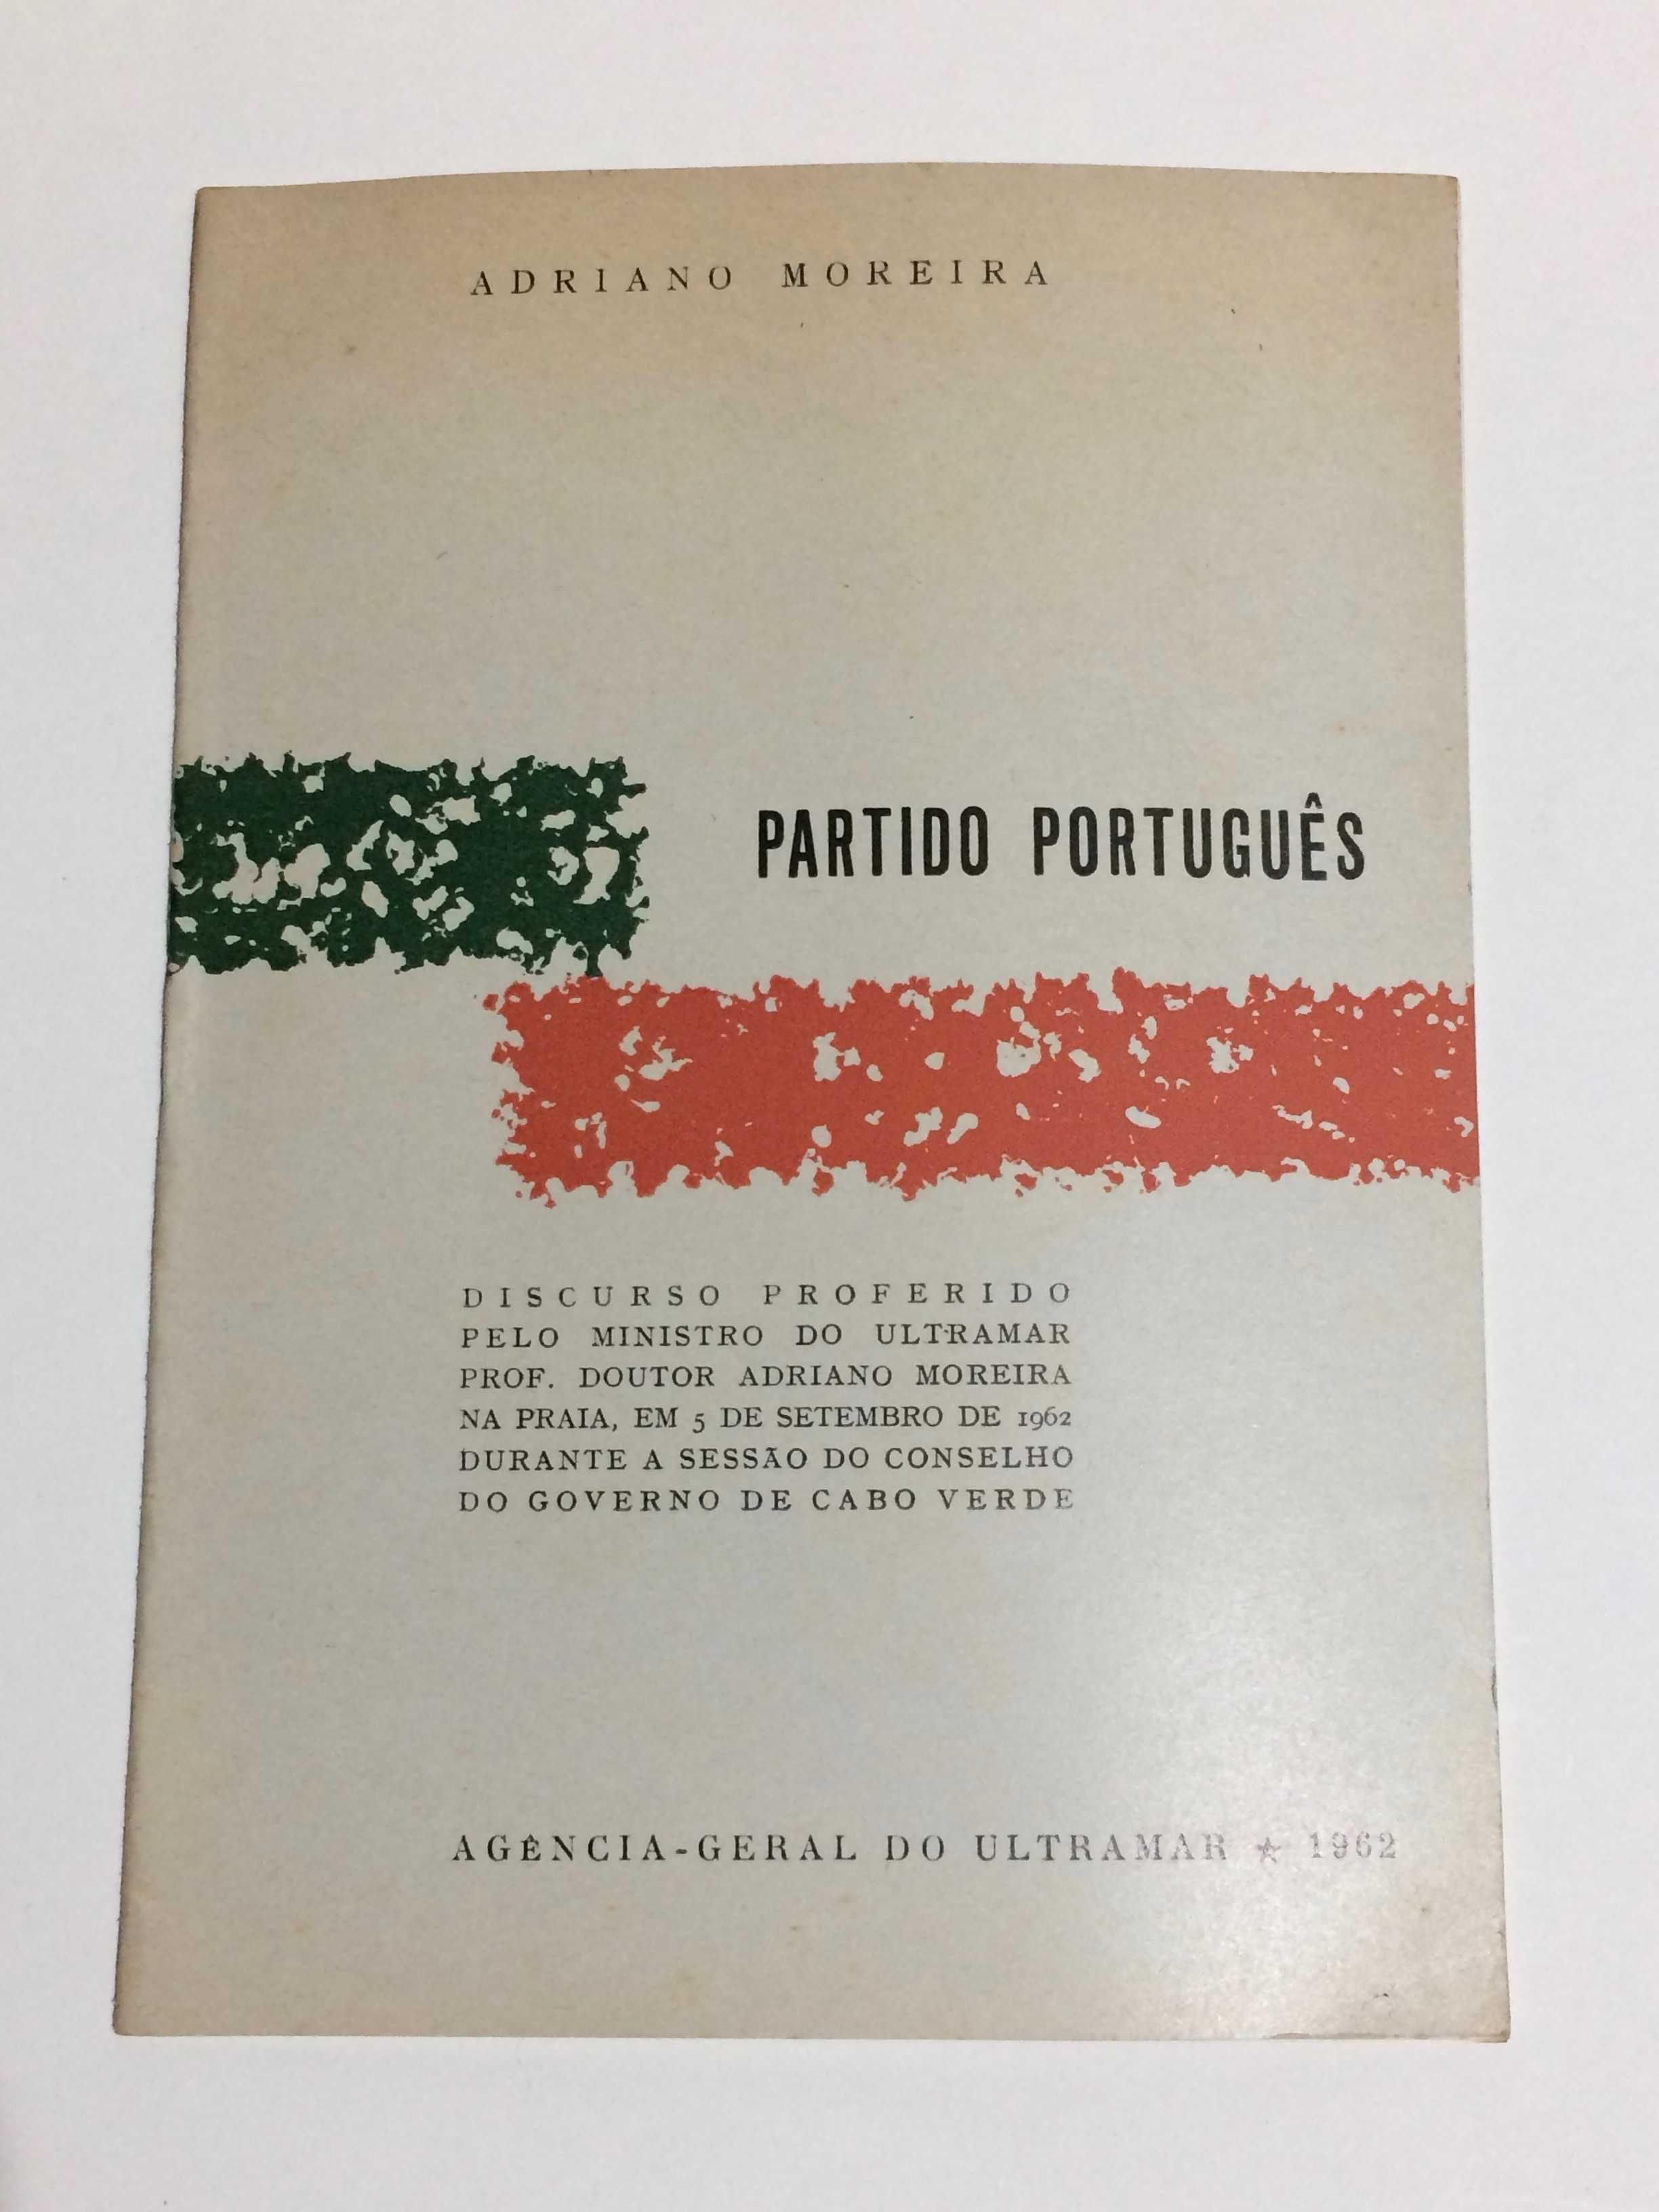 ADRIANO MOREIRA
PARTIDO PORTUGUÊS
DISCURSO PROFERIDO
PELO MINISTRO DO ULTRAMAR
PROF. DOUTOR ADRIANO MOREIRA
NA PRAIA, EM 5 DE SETEMBRO DE 1962
DURANTE A SESSÃO DO CONSELHO
DO GOVERNO DE CABO VERDE
AGÊNCIA-GERAL DO ULTRAMAR ★ 1962